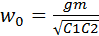 w₀ = gm / √C1C2